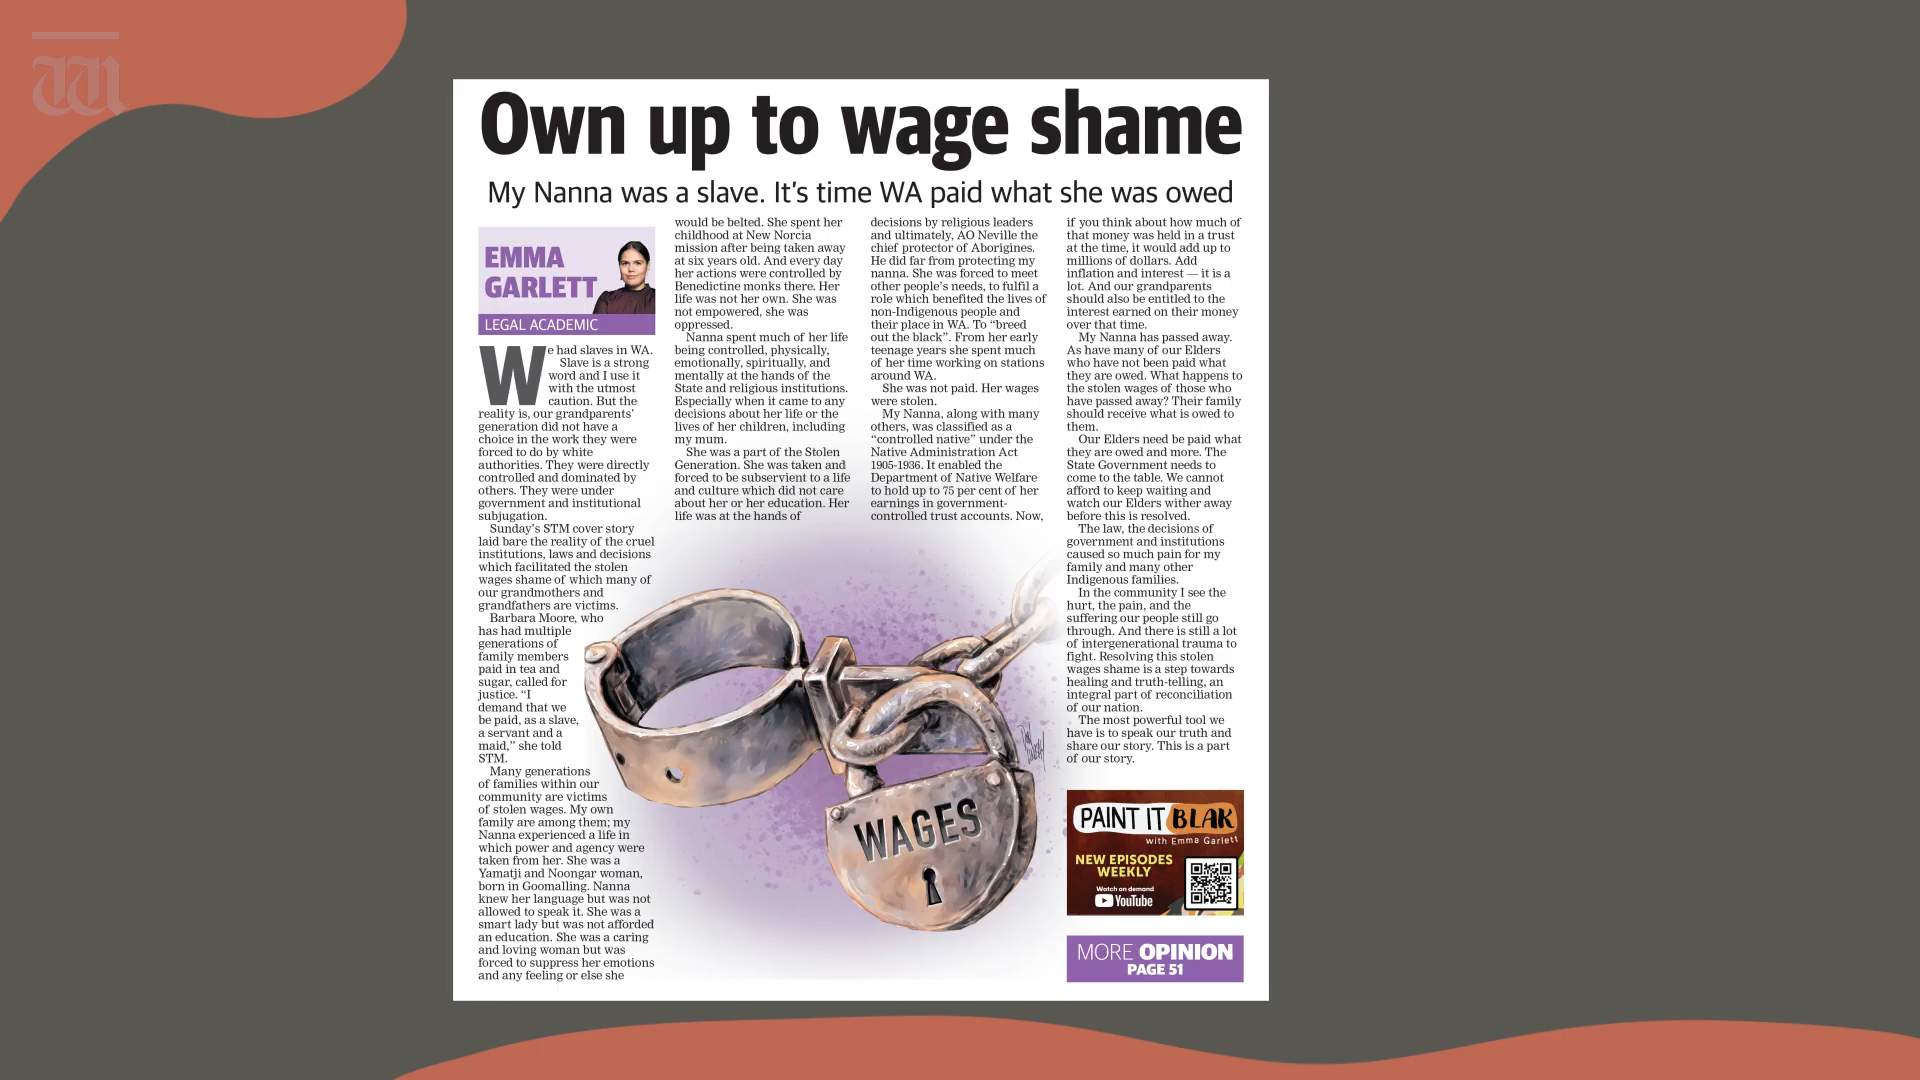 Own up to wage shame
My Nanna was a slave. It's time WA paid what she was owed
EMMA
GARLETT
LEGAL ACADEMIC
We had slaves in WA.
Slave is a strong
word and I use it
with the utmost
caution. But the
reality is, our grandparents'
generation did not have a
choice in the work they were
forced to do by white
authorities. They were directly
controlled and dominated by
others. They were under
government and institutional
subjugation.
Sunday's STM cover story
laid bare the reality of the cruel
institutions, laws and decisions
which facilitated the stolen
wages shame of which many of
our grandmothers and
grandfathers are victims.
Barbara Moore, who
has had multiple
generations of
family members
paid in tea and
sugar, called for
justice. "I
demand that we
be paid, as a slave,
a servant and a
maid," she told
STM.
Many generations
of families within our
community are victims
of stolen wages. My own
family are among them; my
Nanna experienced a life in
which power and agency were
taken from her. She was a
Yamatji and Noongar woman,
born in Goomalling. Nanna
knew her language but was not
allowed to speak it. She was a
smart lady but was not afforded
an education. She was a caring
and loving woman but was
forced to suppress her emotions
and any feeling or else she
would be belted. She spent her
childhood at New Norcia
mission after being taken away
at six years old. And every day
her actions were controlled by
Benedictine monks there. Her
life was not her own. She was
not empowered, she was
oppressed.
Nanna spent much of her life
being controlled, physically,
emotionally, spiritually, and
mentally at the hands of the
State and religious institutions.
Especially when it came to any
decisions about her life or the
lives of her children, including
my mum.
She was a part of the Stolen
Generation. She was taken and
forced to be subservient to a life
and culture which did not care
about her or her education. Her
life was at the hands of
decisions by religious leaders
and ultimately, AO Neville the
chief protector of Aborigines.
He did far from protecting my
nanna. She was forced to meet
other people's needs, to fulfil a
role which benefited the lives of
non-Indigenous people and
their place in WA. To "breed
out the black". From her early
teenage years she spent much
of her time working on stations
around WA.
She was not paid. Her wages
were stolen.
My Nanna, along with many
others, was classified as a
"controlled native" under the
Native Administration Act
1905-1936. It enabled the
Department of Native Welfare
to hold up to 75 per cent of her
earnings in government-
controlled trust accounts. Now,
if you think about how much of
that money was held in a trust
at the time, it would add up to
millions of dollars. Add
inflation and interest — it is a
lot. And our grandparents
should also be entitled to the
interest earned on their money
over that time.
My Nanna has passed away.
As have many of our Elders
who have not been paid what
they are owed. What happens to
the stolen wages of those who
have passed away? Their family
should receive what is owed to
them.
Our Elders need be paid what
they are owed and more. The
State Government needs to
come to the table. We cannot
afford to keep waiting and
watch our Elders wither away
before this is resolved.
The law, the decisions of
government and institutions
caused so much pain for my
family and many other
Indigenous families.
In the community I see the
hurt, the pain, and the
suffering our people still go
through. And there is still a lot
of intergenerational trauma to
fight. Resolving this stolen
wages shame is a step towards
healing and truth-telling, an
integral part of reconciliation
of our nation.
The most powerful tool we
have is to speak our truth and
share our story. This is a part
of our story.
WAGES
PAINT IT BLAK
with Emma Garlett
NEW EPISODES
WEEKLY
Watch on demand
YouTube
MORE OPINION
PAGE 51
W